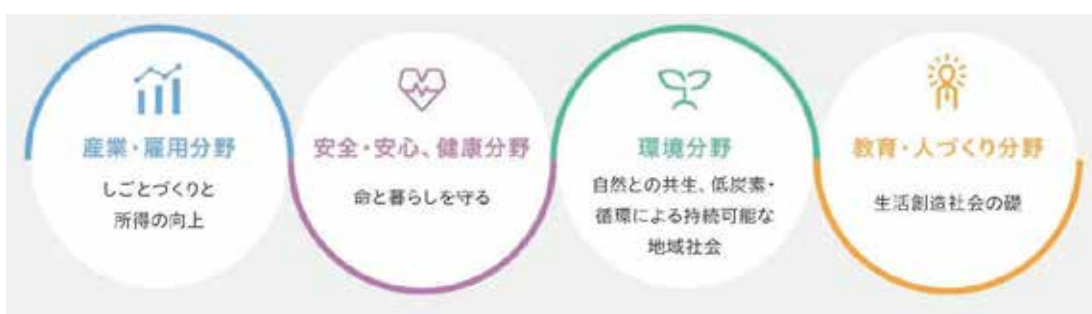 産業・雇用分野
しごとづくりと
所得の向上
安全・安心、健康分野
命と暮らしを守る
環境分野
自然との共生、低炭素・
循環による持続可能な
地域社会
教育・人づくり分野
生活創造社会の礎